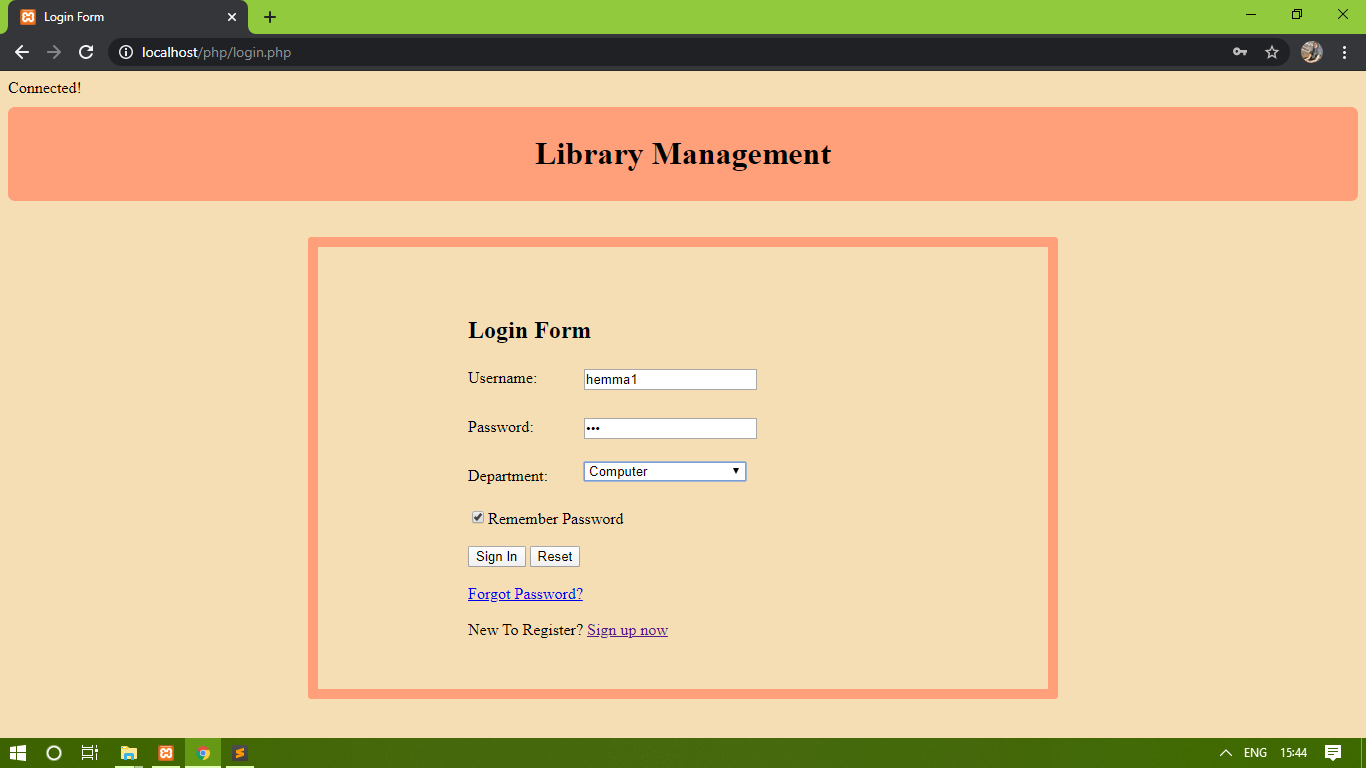 Login Form
localhost/php/login.php
Connected!
Library Management
Login Form
Username: hemma1
Password: •••
Department: Computer
Remember Password
Sign In Reset
Forgot Password?
New To Register? Sign up now
ENG 15:44